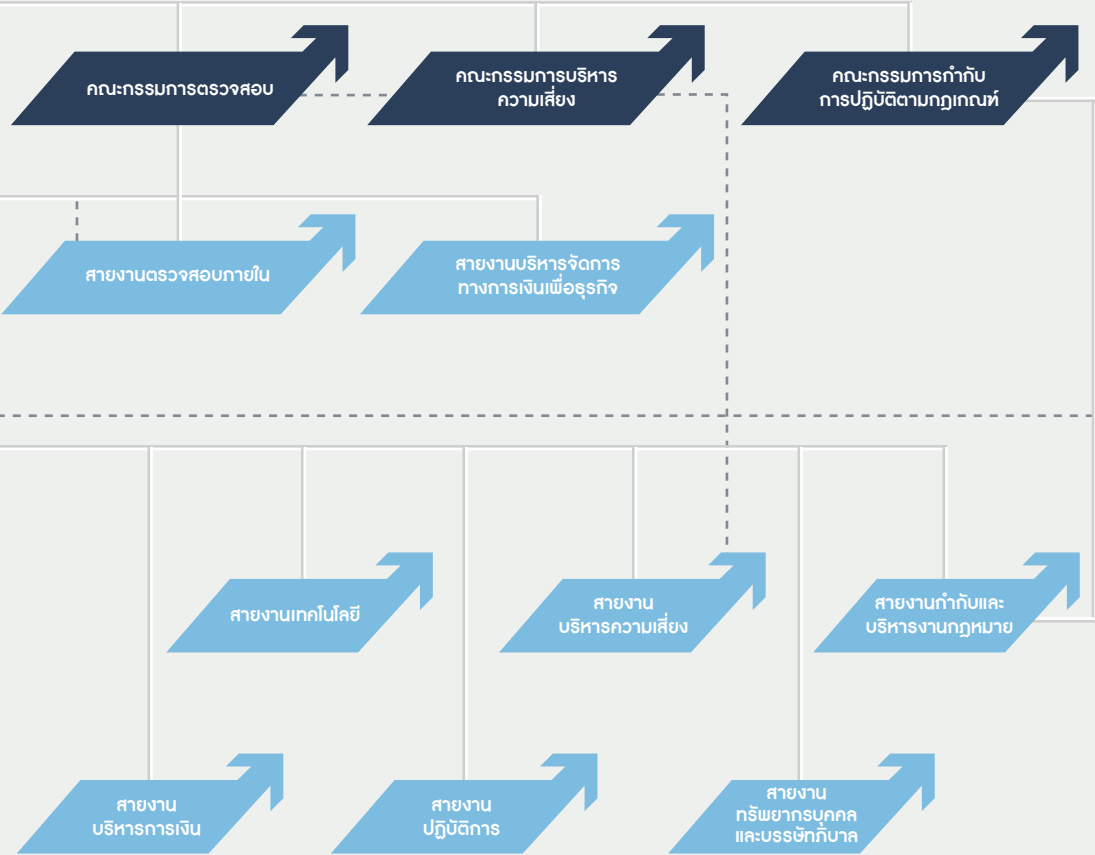 คณะกรรมการตรวจสอบ
คณะกรรมการบริหาร
ความเสี่ยง
คณะกรรมการกำกับ
การปฏิบัติตามกฎเกณฑ์
สายงานตรวจสอบภายใน
สายงานบริหารจัดการ
ทางการเงินเพื่อธุรกิจ
สายงานเทคโนโลยี
สายงาน
บริหารความเสี่ยง
สายงานกำกับและ
บริหารงานกฎหมาย
สายงาน
บริหารการเงิน
สายงาน
ปฏิบัติการ
สายงาน
ทรัพยากรบุคคล
และบรรษัทภิบาล